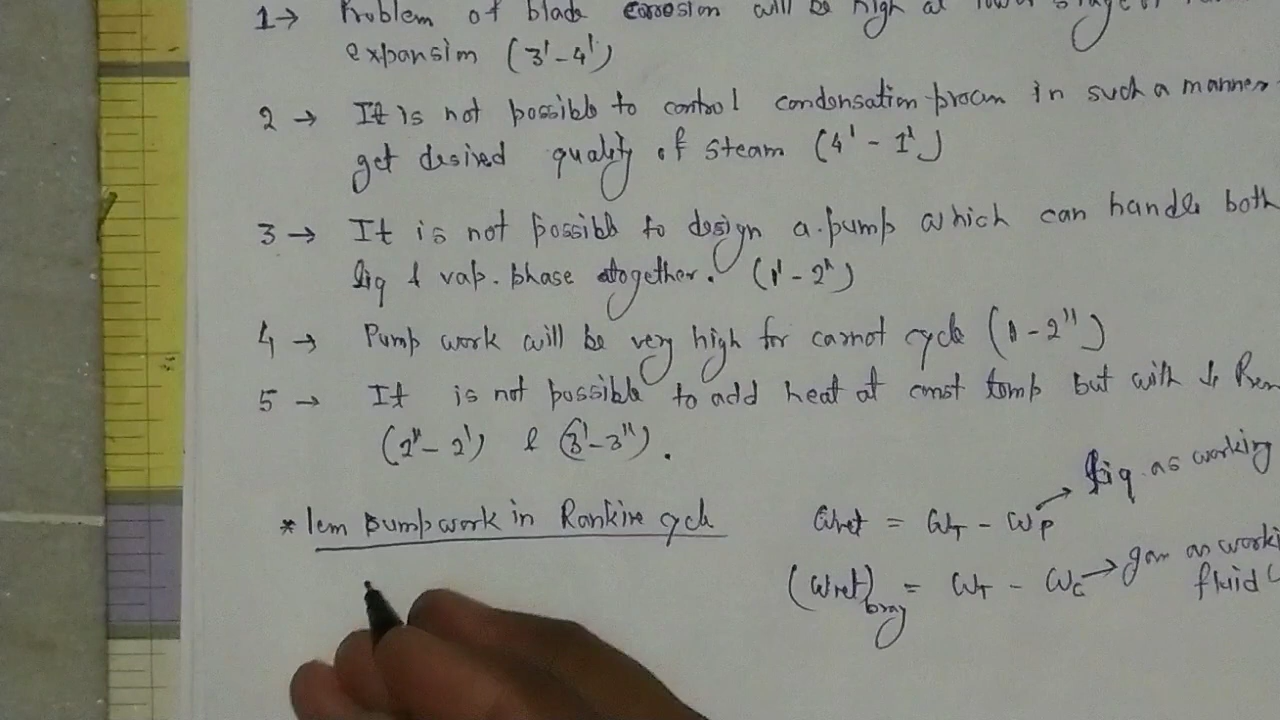 1→ Problem of blade corrosion will be high at lower stage of
expansion (3' - 4')
2 → It is not possible to control condensation process in such a manner
get desired quality of steam (4' - 1')
3 → It is not possible to design a pump which can handle both
liq & vap. phase altogether. (1' - 2")
4 → Pump work will be very high for carnot cycle (1 - 2")
5 → It is not possible to add heat at const temp but with ↓
(2" - 2') & (3' - 3").
→ liq. as working
* less Pump work in Rankine cycle Wnet = WT - WP
(Wnet)bray = WT - WC → gas as worki
fluid